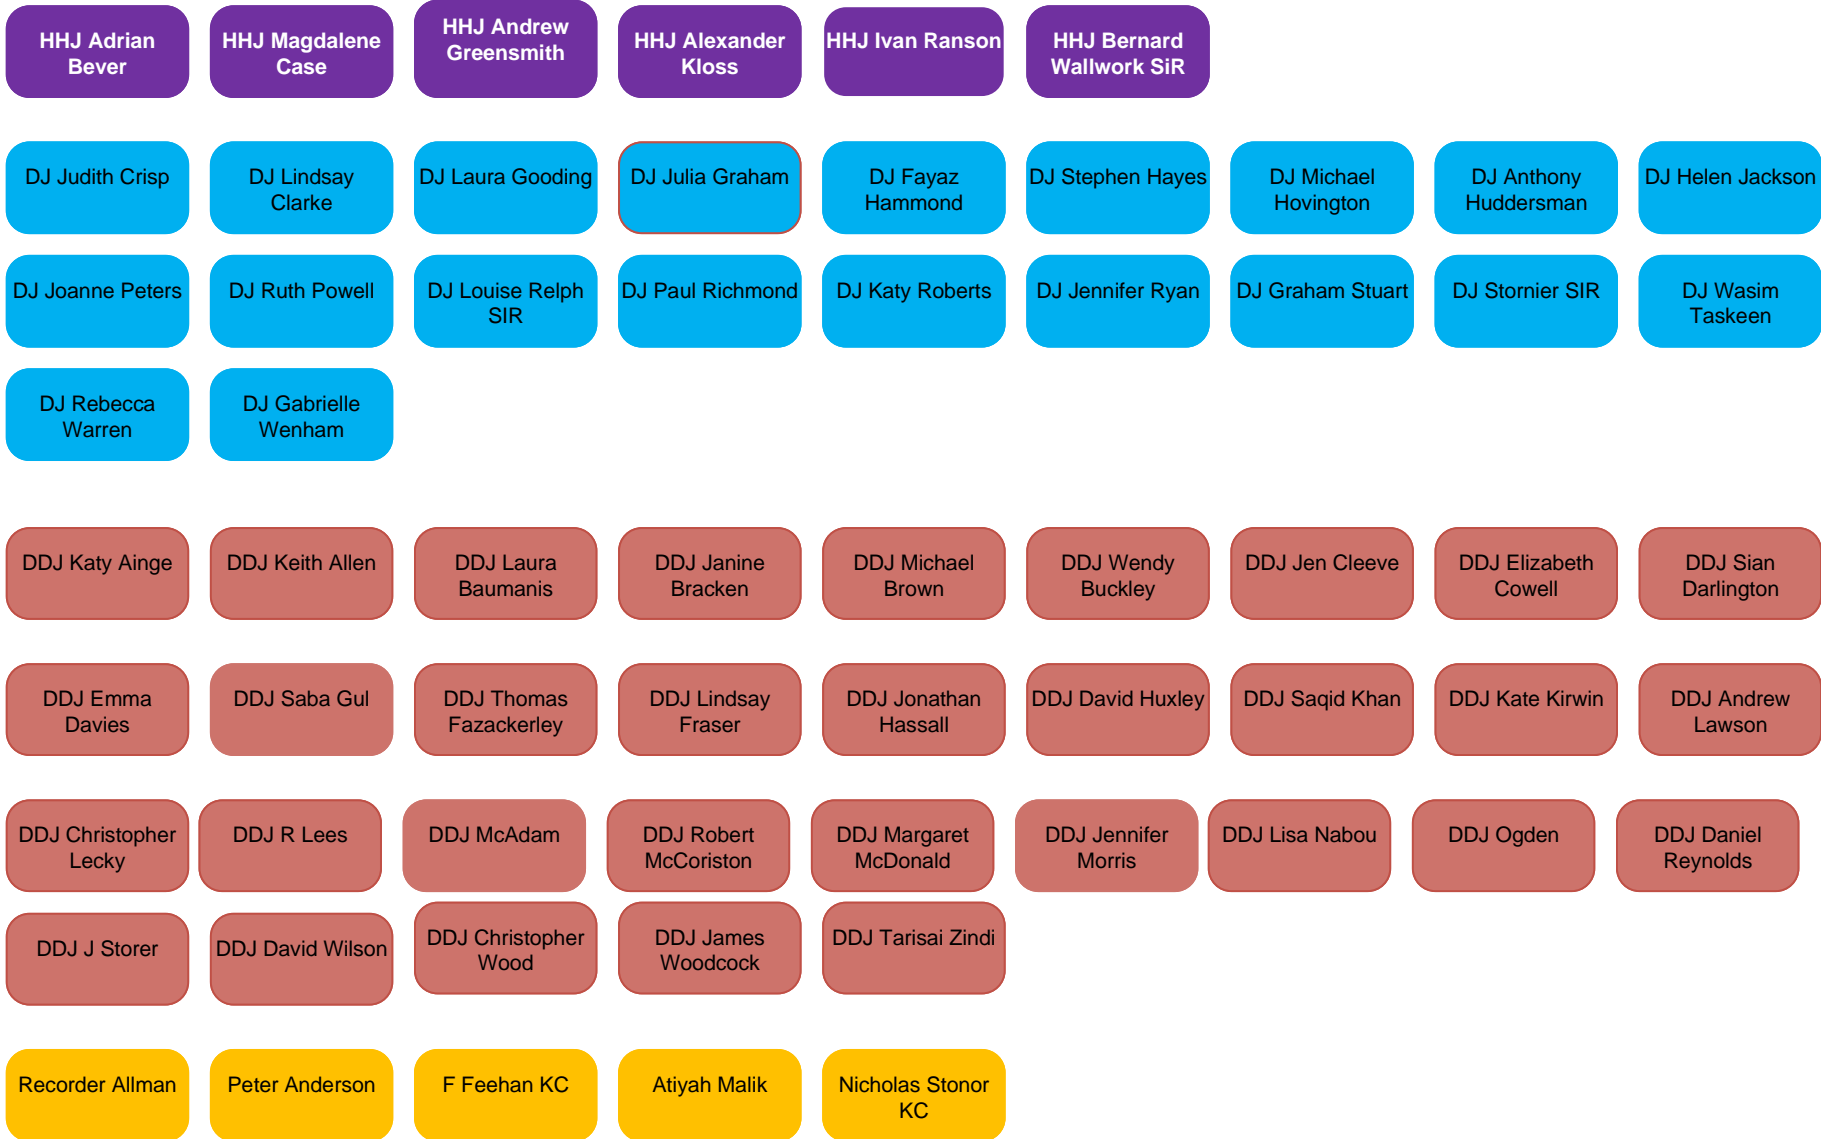 HHJ Adrian
Bever
HHJ Magdalene
Case
HHJ Andrew
Greensmith
HHJ Alexander
Kloss
HHJ Ivan Ranson
HHJ Bernard
Wallwork SiR
DJ Judith Crisp
DJ Lindsay
Clarke
DJ Laura Gooding
DJ Julia Graham
DJ Fayaz
Hammond
DJ Stephen Hayes
DJ Michael
Hovington
DJ Anthony
Huddersman
DJ Helen Jackson
DJ Joanne Peters
DJ Ruth Powell
DJ Louise Relph
SIR
DJ Paul Richmond
DJ Katy Roberts
DJ Jennifer Ryan
DJ Graham Stuart
DJ Stornier SIR
DJ Wasim
Taskeen
DJ Rebecca
Warren
DJ Gabrielle
Wenham
DDJ Katy Ainge
DDJ Keith Allen
DDJ Laura
Baumanis
DDJ Janine
Bracken
DDJ Michael
Brown
DDJ Wendy
Buckley
DDJ Jen Cleeve
DDJ Elizabeth
Cowell
DDJ Sian
Darlington
DDJ Emma
Davies
DDJ Saba Gul
DDJ Thomas
Fazackerley
DDJ Lindsay
Fraser
DDJ Jonathan
Hassall
DDJ David Huxley
DDJ Saqid Khan
DDJ Kate Kirwin
DDJ Andrew
Lawson
DDJ Christopher
Lecky
DDJ R Lees
DDJ McAdam
DDJ Robert
McCoriston
DDJ Margaret
McDonald
DDJ Jennifer
Morris
DDJ Lisa Nabou
DDJ Ogden
DDJ Daniel
Reynolds
DDJ J Storer
DDJ David Wilson
DDJ Christopher
Wood
DDJ James
Woodcock
DDJ Tarisai Zindi
Recorder Allman
Peter Anderson
F Feehan KC
Atiyah Malik
Nicholas Stonor
KC